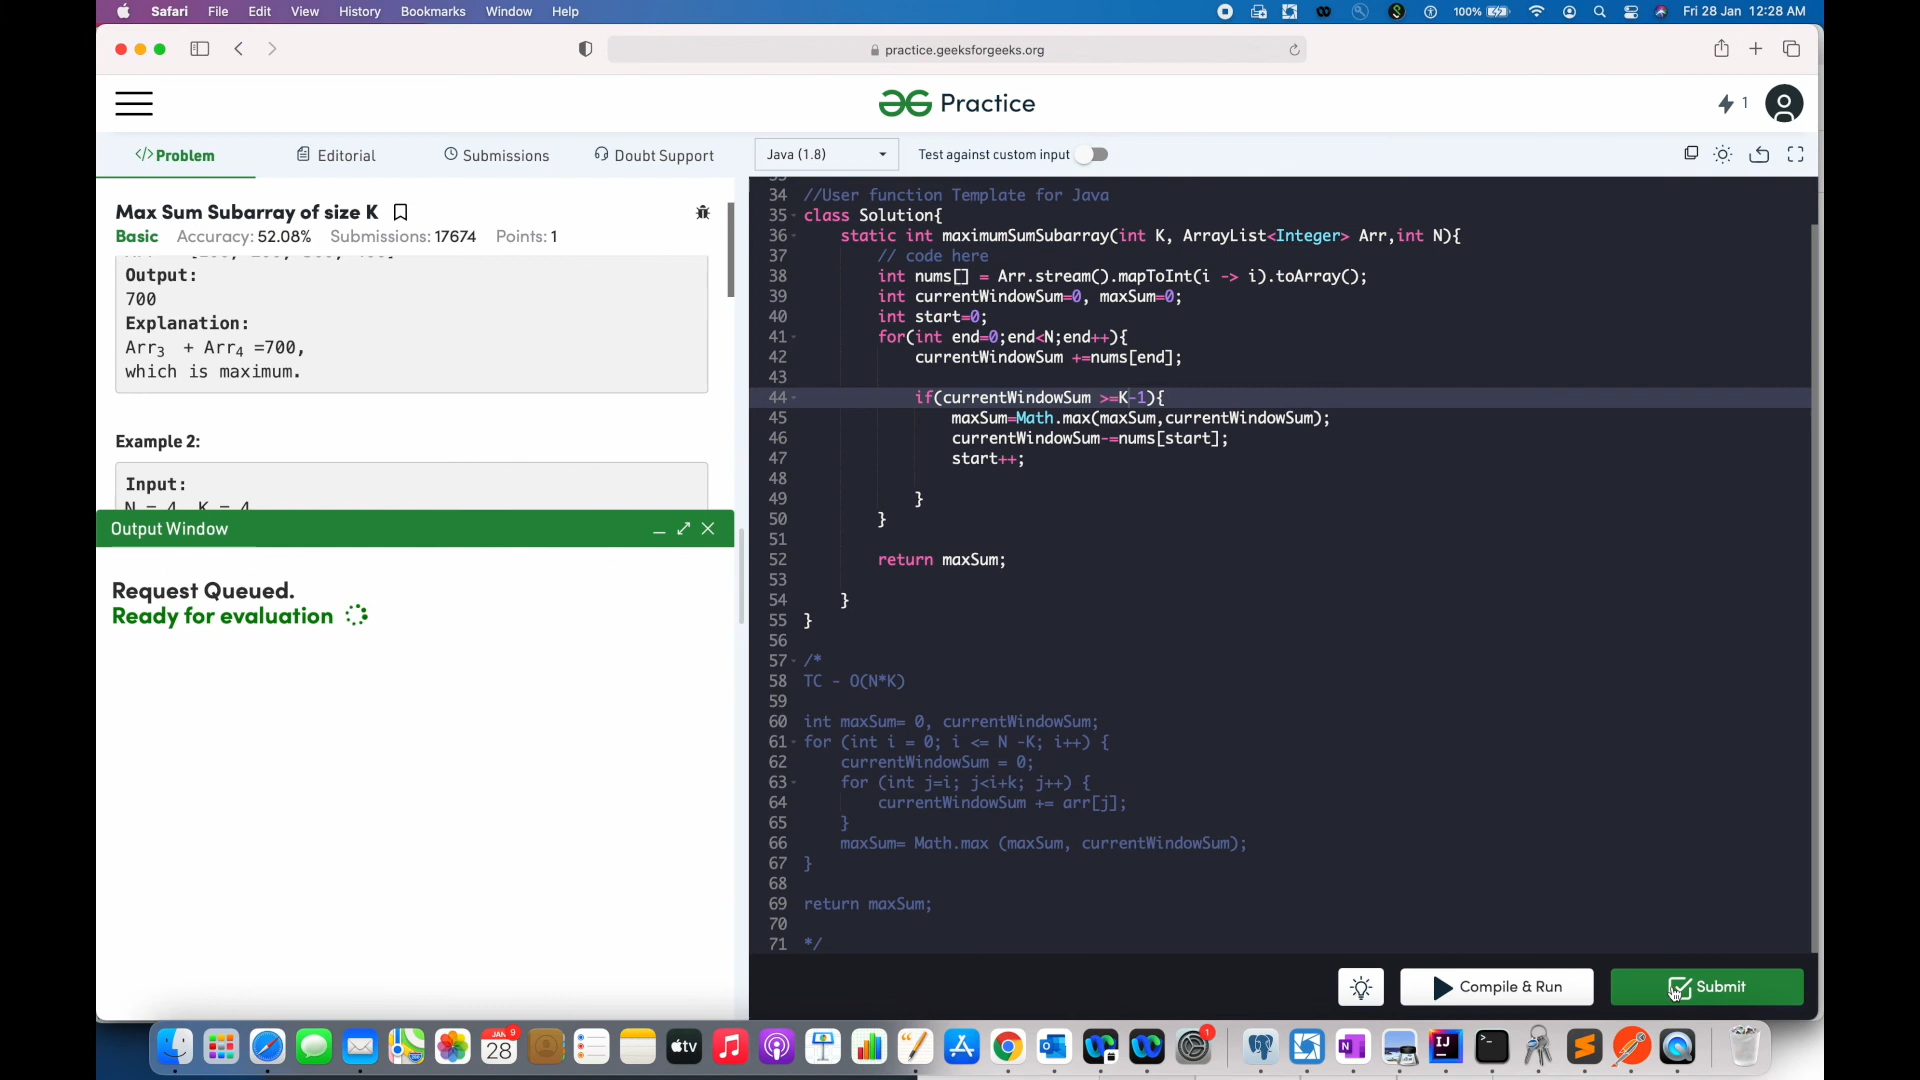 Safari File Edit View History Bookmarks Window Help
100% Fri 28 Jan 12:28 AM
practice.geeksforgeeks.org
Practice
1
Problem Editorial Submissions Doubt Support
Java (1.8) Test against custom input
Max Sum Subarray of size K
Basic Accuracy: 52.08% Submissions: 17674 Points: 1
Output:
700
Explanation:
Arr3 + Arr4 =700,
which is maximum.
Example 2:
Input:
N = 4, K = 4
Output Window
Request Queued.
Ready for evaluation
33
34 //User function Template for Java
35 class Solution{
36 static int maximumSumSubarray(int K, ArrayList<Integer> Arr,int N){
37 // code here
38 int nums[] = Arr.stream().mapToInt(i -> i).toArray();
39 int currentWindowSum=0, maxSum=0;
40 int start=0;
41 for(int end=0;end<N;end++){
42 currentWindowSum +=nums[end];
43
44 if(currentWindowSum >=K-1){
45 maxSum=Math.max(maxSum,currentWindowSum);
46 currentWindowSum-=nums[start];
47 start++;
48
49 }
50 }
51
52 return maxSum;
53
54 }
55 }
56
57 /*
58 TC - O(N*K)
59
60 int maxSum= 0, currentWindowSum;
61 for (int i = 0; i <= N -K; i++) {
62 currentWindowSum = 0;
63 for (int j=i; j<i+k; j++) {
64 currentWindowSum += arr[j];
65 }
66 maxSum= Math.max (maxSum, currentWindowSum);
67 }
68
69 return maxSum;
70
71 */
Compile & Run Submit
JAN 9
28
tv
1
N
IJ